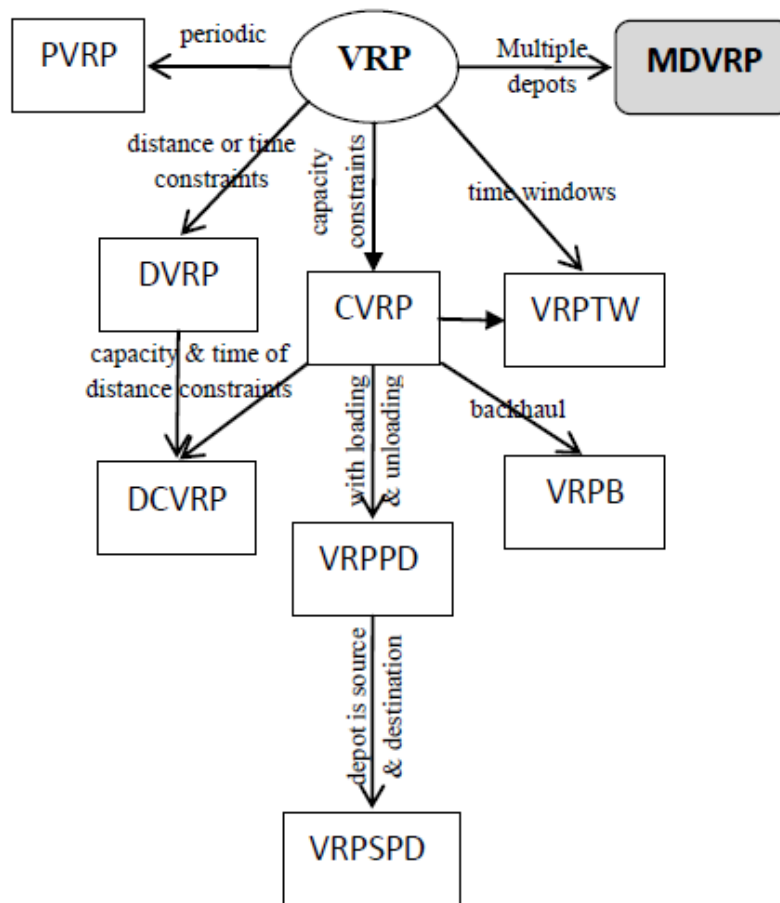 PVRP
periodic
VRP
Multiple
depots
MDVRP
distance or time
constraints
capacity
constraints
time windows
DVRP
CVRP
VRPTW
capacity & time of
distance constraints
with loading
& unloading
backhaul
DCVRP
VRPB
VRPPD
depot is source
& destination
VRPSPD